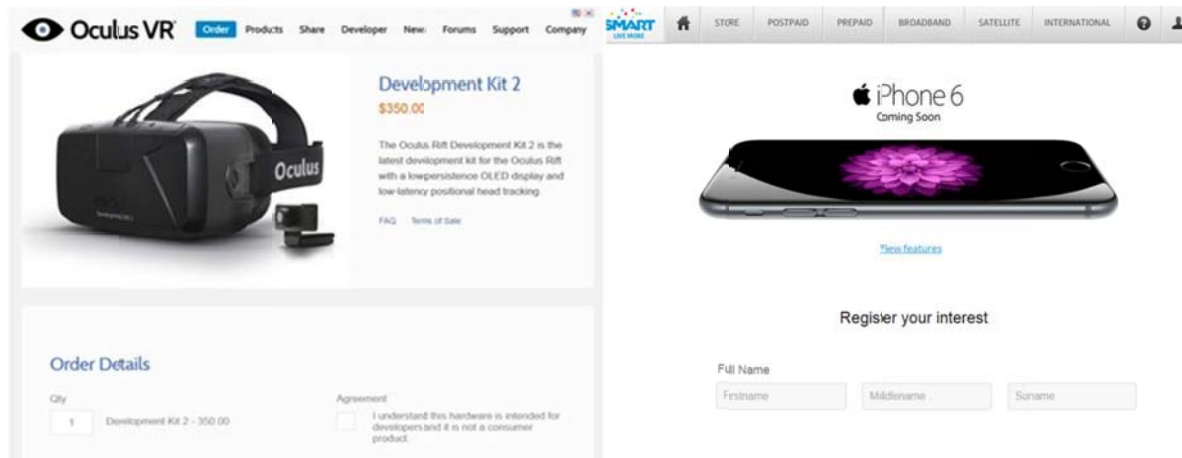 Oculus VR
Order Products Share Developer New Forums Support Company
Development Kit 2
$350.00
The Oculus Rift Development Kit 2 is the
latest development kit for the Oculus Rift
with a lowpersistence OLED display and
low-latency positional head tracking.
FAQ Terms of Sale
Oculus
Order Details
Qty
Agreement
1
Development Kit 2 - 350.00
I understand this hardware is intended for
developers and it is not a consumer
product.
SMART
LIVE MORE
STORE POSTPAID PREPAID BROADBAND SATELLITE INTERNATIONAL
iPhone 6
Coming Soon
View features
Register your interest
Full Name
Firstname Middlename Surname